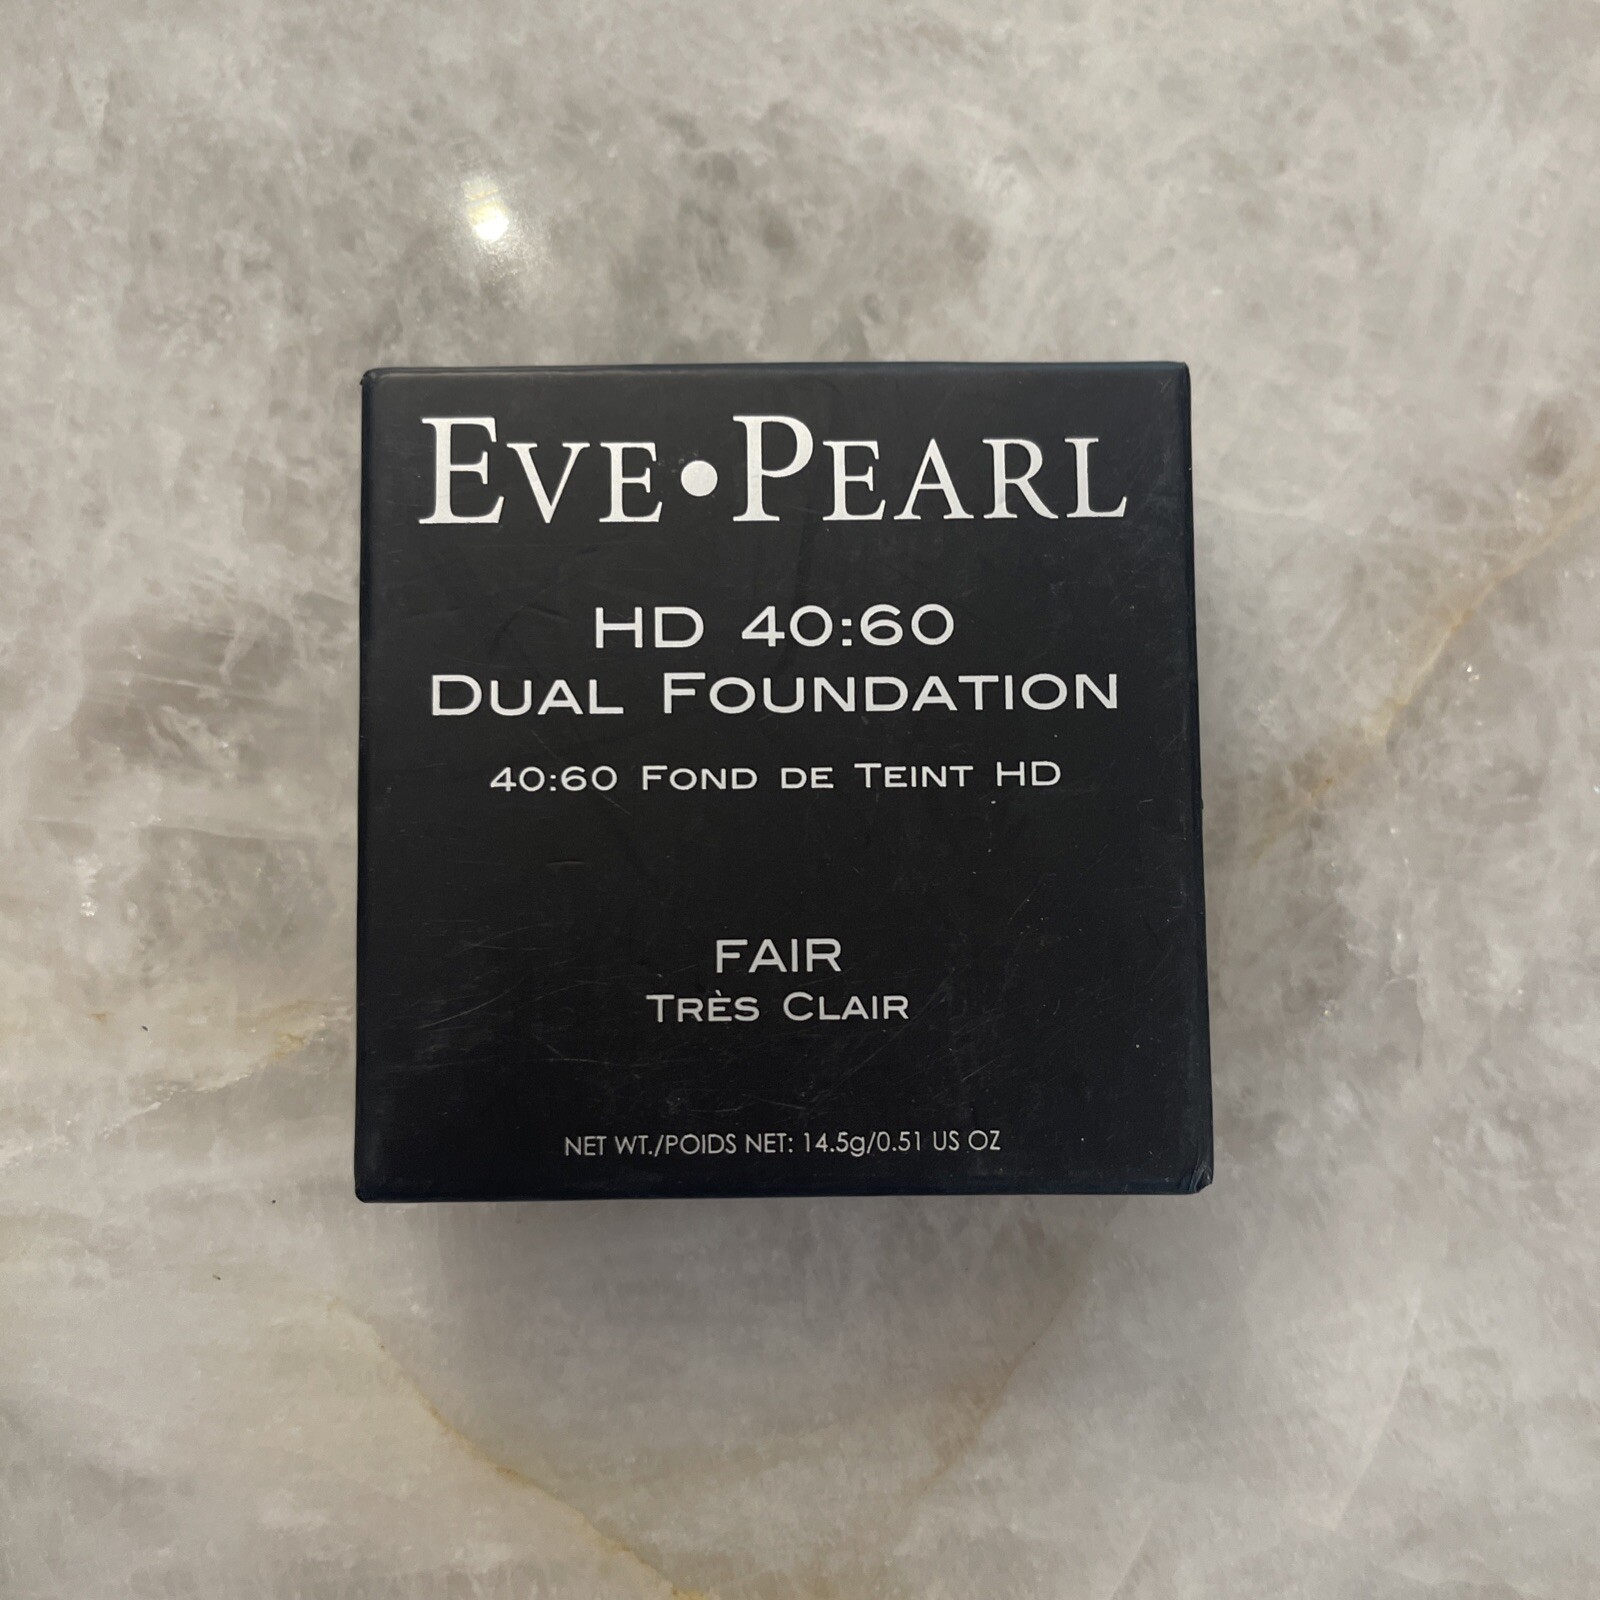 EVE•PEARL
HD 40:60
DUAL FOUNDATION
40:60 FOND DE TEINT HD
FAIR
TRÈS CLAIR
NET WT./POIDS NET: 14.5g/0.51 US OZ